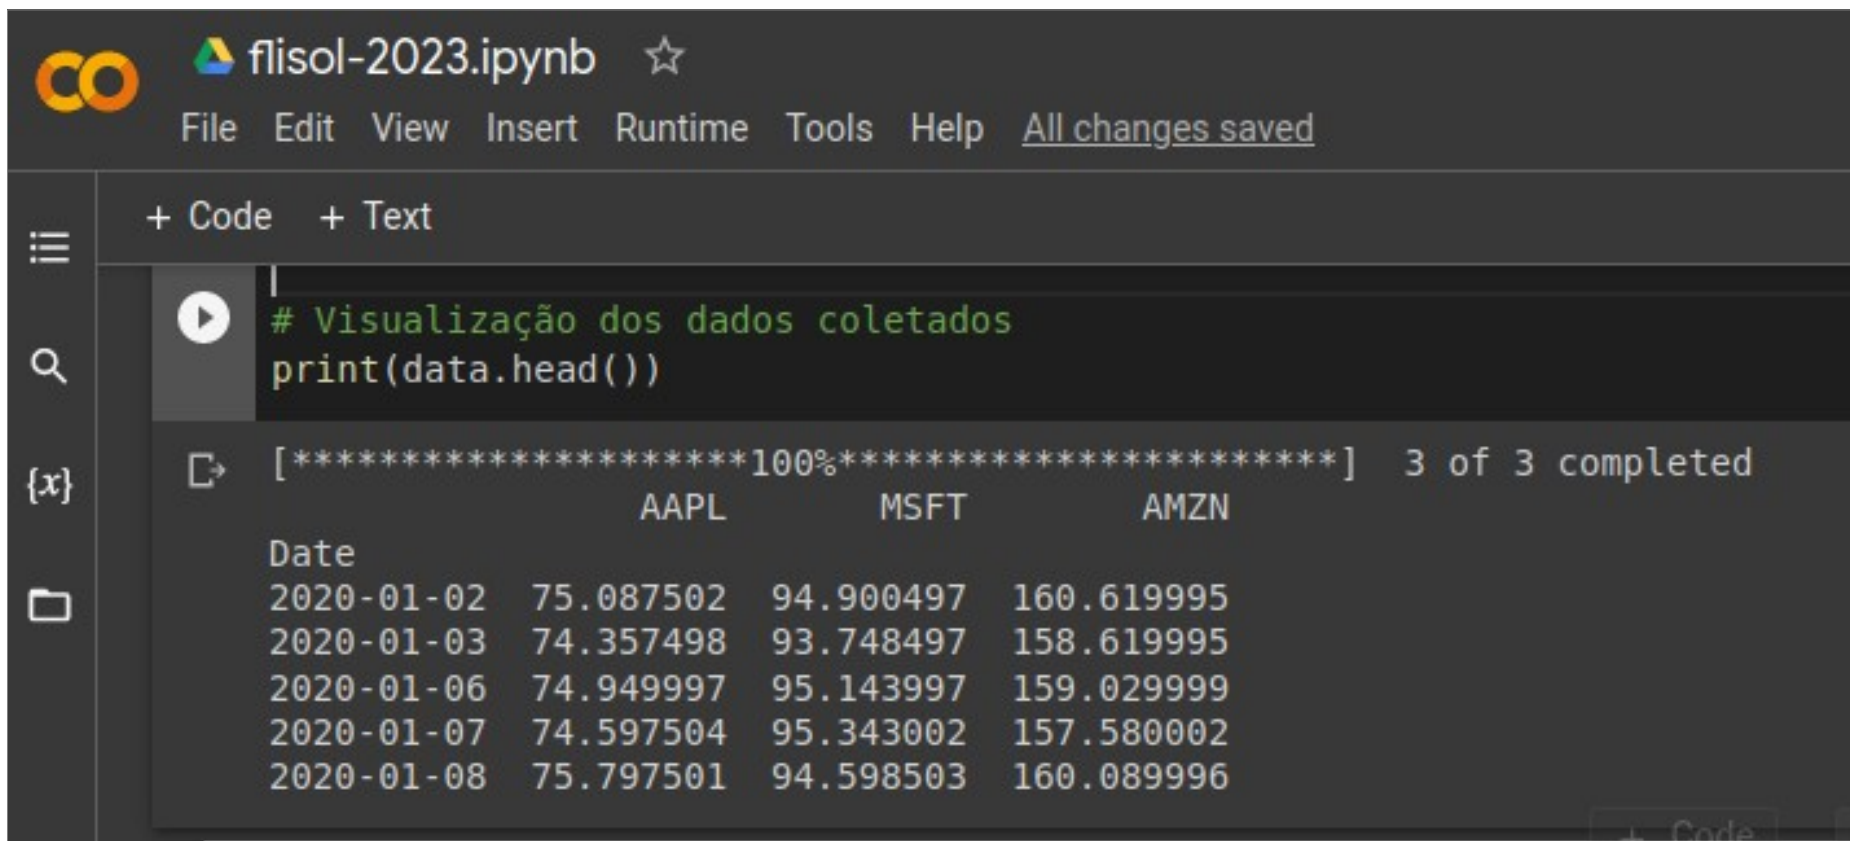 flisol-2023.ipynb
File Edit View Insert Runtime Tools Help All changes saved
+ Code + Text
# Visualização dos dados coletados
print(data.head())
[*********************100%***********************] 3 of 3 completed
AAPL MSFT AMZN
Date
2020-01-02 75.087502 94.900497 160.619995
2020-01-03 74.357498 93.748497 158.619995
2020-01-06 74.949997 95.143997 159.029999
2020-01-07 74.597504 95.343002 157.580002
2020-01-08 75.797501 94.598503 160.089996
+ Code